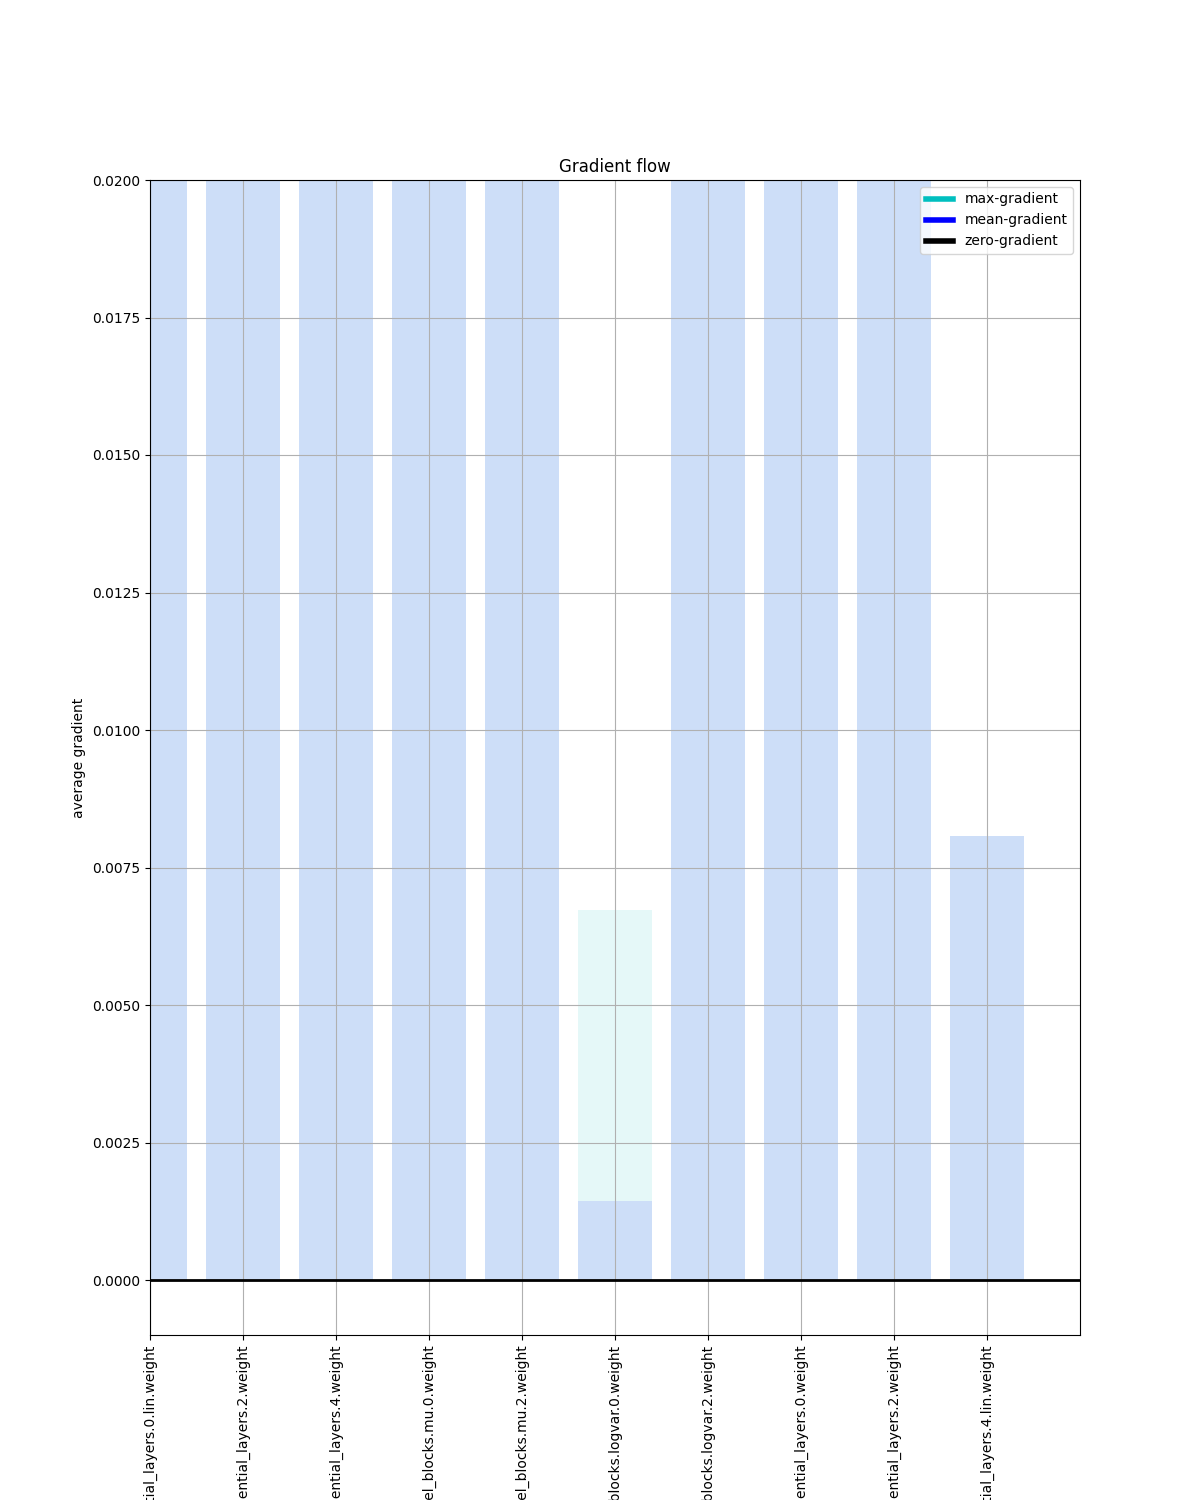 Gradient flow
max-gradient
mean-gradient
zero-gradient
average gradient
0.0200
0.0175
0.0150
0.0125
0.0100
0.0075
0.0050
0.0025
0.0000
tial_layers.0.lin.weight
ential_layers.2.weight
ential_layers.4.weight
el_blocks.mu.0.weight
el_blocks.mu.2.weight
blocks.logvar.0.weight
blocks.logvar.2.weight
ential_layers.0.weight
ential_layers.2.weight
tial_layers.4.lin.weight